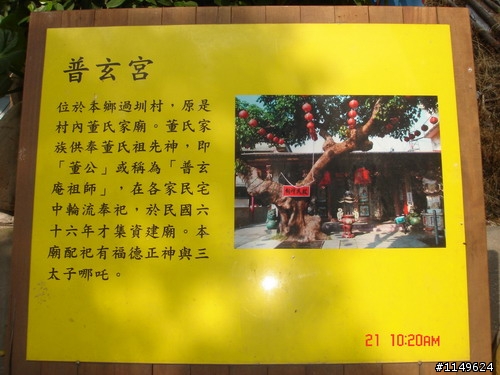 普玄宮
位於本鄉過圳村，原是
村內董氏家廟。董氏家
族供奉董氏祖先神，即
「董公」或稱為「普玄
庵祖師」，在各家民宅
中輪流奉祀，於民國六
十六年才集資建廟。本
廟配祀有福德正神與三
太子哪吒。
21 10:20AM
#1149624